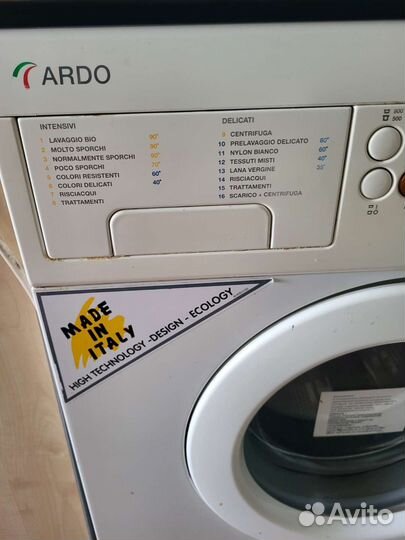 ARDO
INTENSIVI
1 LAVAGGIO BIO 90°
2 MOLTO SPORCHI 90°
3 NORMALMENTE SPORCHI 90°
4 POCO SPORCHI 70°
5 COLORI RESISTENTI 60°
6 COLORI DELICATI 40°
7 RISCIACQUI
8 TRATTAMENTI
DELICATI
9 CENTRIFUGA
10 PRELAVAGGIO DELICATO 60°
11 NYLON BIANCO 60°
12 TESSUTI MISTI 40°
13 LANA VERGINE
14 RISCIACQUI
15 TRATTAMENTI
16 SCARICO + CENTRIFUGA
500
MADE
IN
ITALY
HIGH TECHNOLOGY - DESIGN - ECOLOGY
Avito